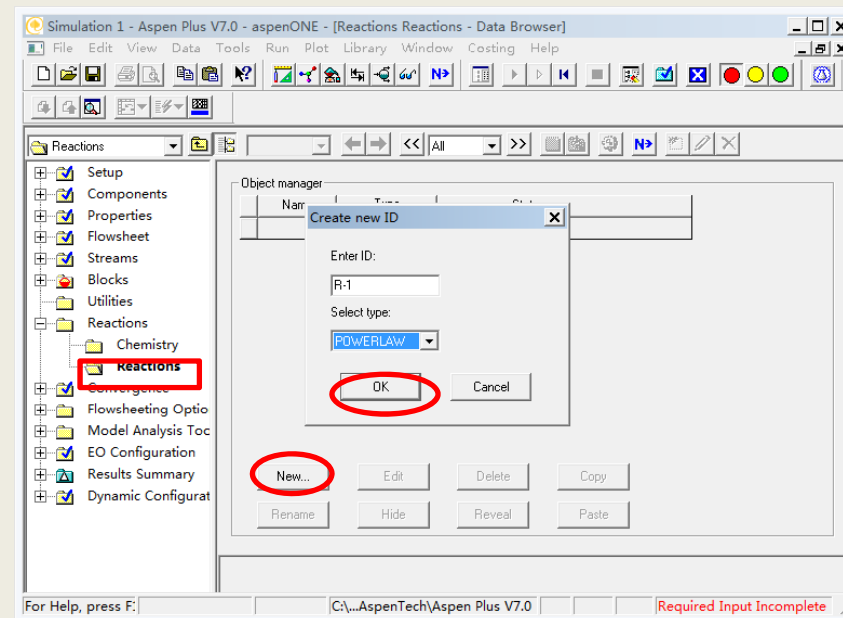 Simulation 1 - Aspen Plus V7.0 - aspenONE - [Reactions Reactions - Data Browser]
File Edit View Data Tools Run Plot Library Window Costing Help
N>
Reactions
All
N>
Setup
Components
Properties
Flowsheet
Streams
Blocks
Utilities
Reactions
Chemistry
Reactions
Convergence
Flowsheeting Optio
Model Analysis Toc
EO Configuration
Results Summary
Dynamic Configurat
Object manager
Create new ID
Enter ID:
R-1
Select type:
POWERLAW
OK Cancel
New... Edit Delete Copy
Rename Hide Reveal Paste
For Help, press F: C:\...AspenTech\Aspen Plus V7.0 Required Input Incomplete